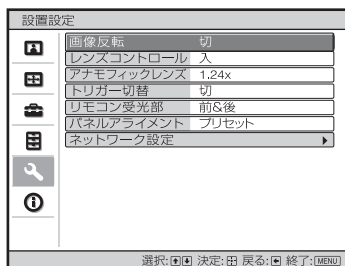 設置設定
画像反転 切
レンズコントロール 入
アナモフィックレンズ 1.24x
トリガー切替 切
リモコン受光部 前&後
パネルアライメント プリセット
ネットワーク設定
選択: 決定: 戻る: 終了:MENU